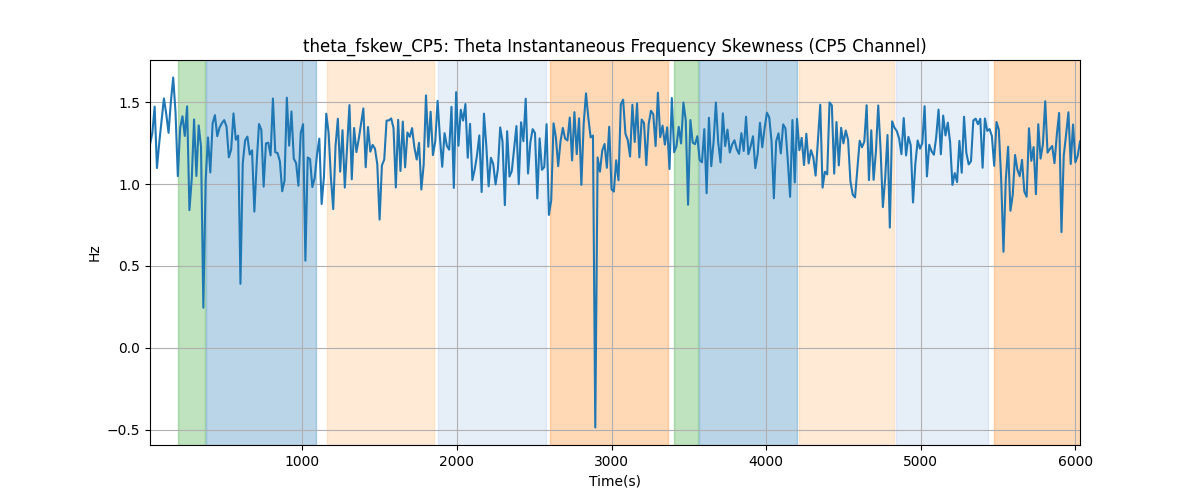 theta_fskew_CP5: Theta Instantaneous Frequency Skewness (CP5 Channel)
1.5
1.0
0.5
0.0
−0.5
Hz
1000 2000 3000 4000 5000 6000
Time(s)